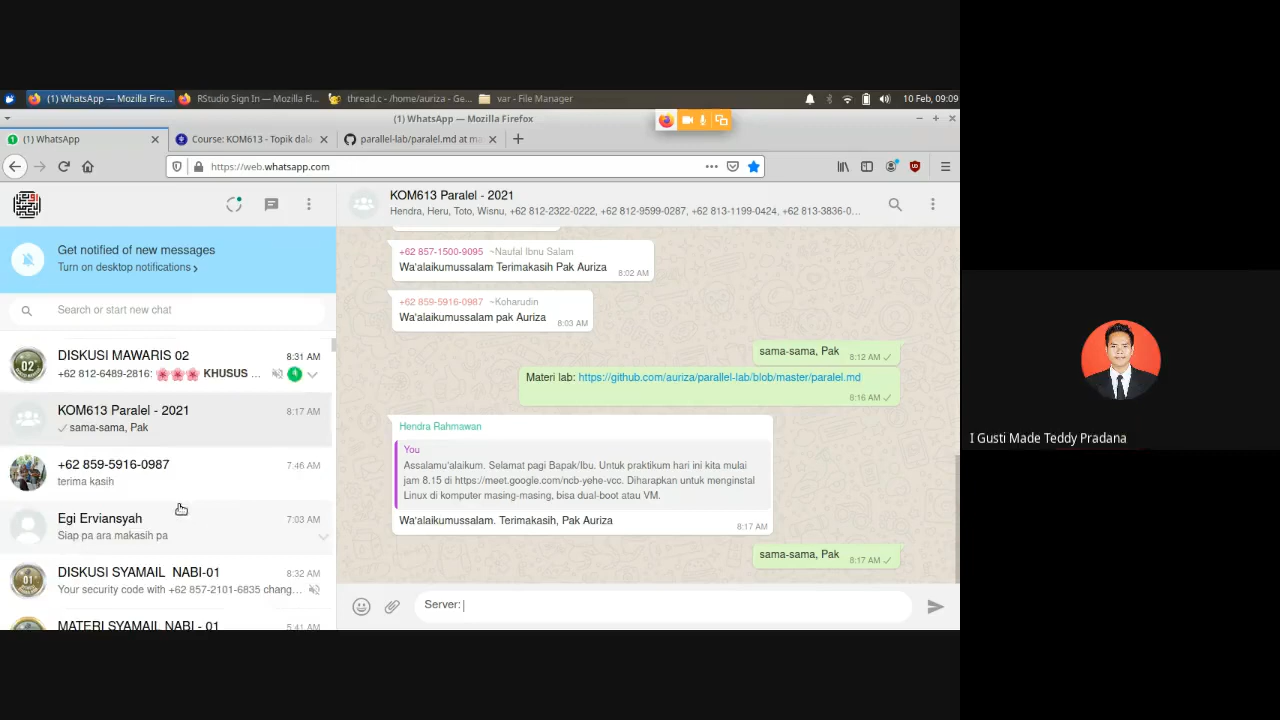 (1) WhatsApp — Mozilla Fire...
RStudio Sign In — Mozilla Fi...
thread.c - /home/auriza - Ge...
var - File Manager
10 Feb, 09:09
(1) WhatsApp — Mozilla Firefox
(1) WhatsApp
Course: KOM613 - Topik dala
parallel-lab/paralel.md at ma
https://web.whatsapp.com
Get notified of new messages
Turn on desktop notifications ›
Search or start new chat
DISKUSI MAWARIS 02
8:31 AM
+62 812-6489-2816: 🌸🌸🌸 KHUSUS ...
KOM613 Paralel - 2021
8:17 AM
sama-sama, Pak
+62 859-5916-0987
7:46 AM
terima kasih
Egi Erviansyah
7:03 AM
Siap pa ara makasih pa
DISKUSI SYAMAIL NABI-01
8:32 AM
Your security code with +62 857-2101-6835 chang...
MATERI SYAMAIL NABI - 01
5:41 AM
KOM613 Paralel - 2021
Hendra, Heru, Toto, Wisnu, +62 812-2322-0222, +62 812-9599-0287, +62 813-1199-0424, +62 813-3836-0...
+62 857-1500-9095 ~Naufal Ibnu Salam
Wa'alaikumussalam Terimakasih Pak Auriza
8:02 AM
+62 859-5916-0987 ~Koharudin
Wa'alaikumussalam pak Auriza
8:03 AM
sama-sama, Pak
8:12 AM
Materi lab: https://github.com/auriza/parallel-lab/blob/master/paralel.md
8:16 AM
Hendra Rahmawan
You
Assalamu'alaikum. Selamat pagi Bapak/Ibu. Untuk praktikum hari ini kita mulai
jam 8.15 di https://meet.google.com/ncb-yehe-vcc. Diharapkan untuk menginstal
Linux di komputer masing-masing, bisa dual-boot atau VM.
Wa'alaikumussalam. Terimakasih, Pak Auriza
8:17 AM
sama-sama, Pak
8:17 AM
Server:
I Gusti Made Teddy Pradana